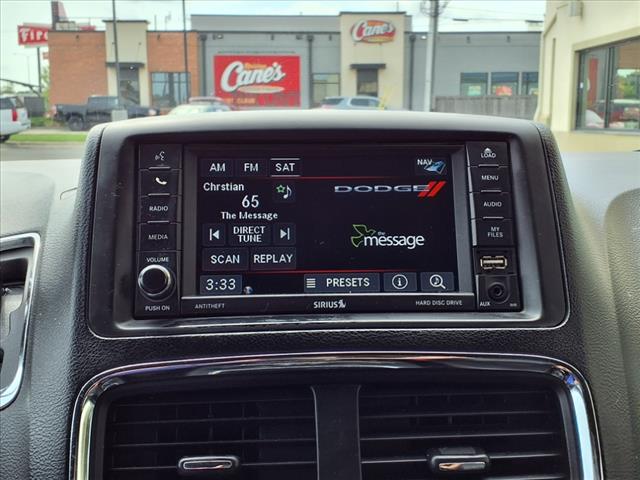 Fire
Cane's
Cane's
AM FM SAT NAV
Chrstian
65
DODGE
The Message
DIRECT
TUNE
the message
SCAN REPLAY
3:33 PRESETS
ANTITHEFT SIRIUS HARD DISC DRIVE
RADIO
MEDIA
VOLUME
PUSH ON
LOAD
MENU
AUDIO
MY
FILES
AUX